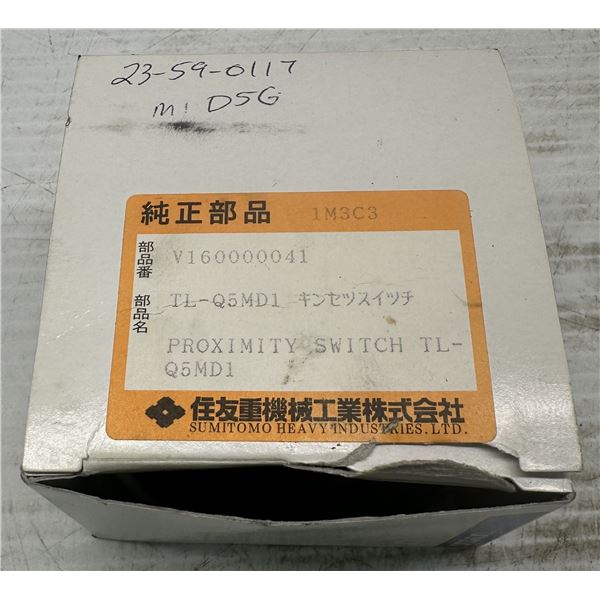 23-59-0117
M! D5G
純正部品 1M3C3
部品番 V160000041
部品名 TL-Q5MD1 キンセツスイツチ
PROXIMITY SWITCH TL-
Q5MD1
住友重機械工業株式会社
SUMITOMO HEAVY INDUSTRIES. LTD.